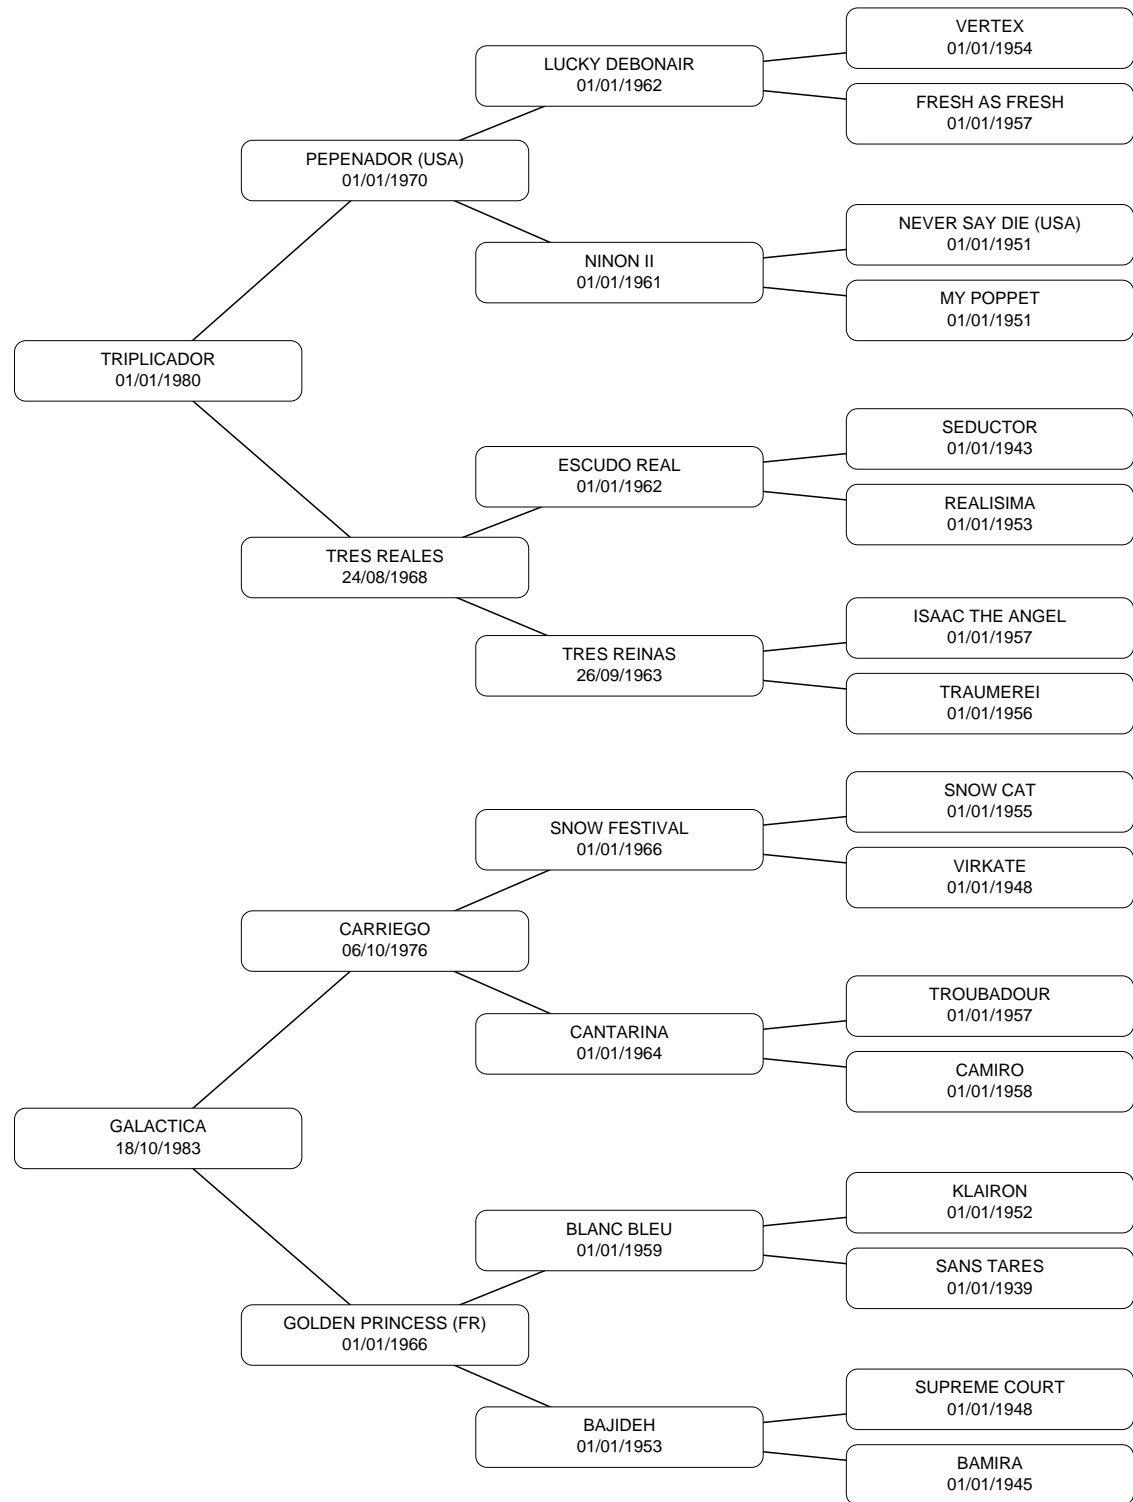 VERTEX
01/01/1954
LUCKY DEBONAIR
01/01/1962
FRESH AS FRESH
01/01/1957
PEPENADOR (USA)
01/01/1970
NEVER SAY DIE (USA)
01/01/1951
NINON II
01/01/1961
MY POPPET
01/01/1951
TRIPLICADOR
01/01/1980
SEDUCTOR
01/01/1943
ESCUDO REAL
01/01/1962
REALISIMA
01/01/1953
TRES REALES
24/08/1968
ISAAC THE ANGEL
01/01/1957
TRES REINAS
26/09/1963
TRAUMEREI
01/01/1956
SNOW CAT
01/01/1955
SNOW FESTIVAL
01/01/1966
VIRKATE
01/01/1948
CARRIEGO
06/10/1976
TROUBADOUR
01/01/1957
CANTARINA
01/01/1964
CAMIRO
01/01/1958
GALACTICA
18/10/1983
KLAIRON
01/01/1952
BLANC BLEU
01/01/1959
SANS TARES
01/01/1939
GOLDEN PRINCESS (FR)
01/01/1966
SUPREME COURT
01/01/1948
BAJIDEH
01/01/1953
BAMIRA
01/01/1945